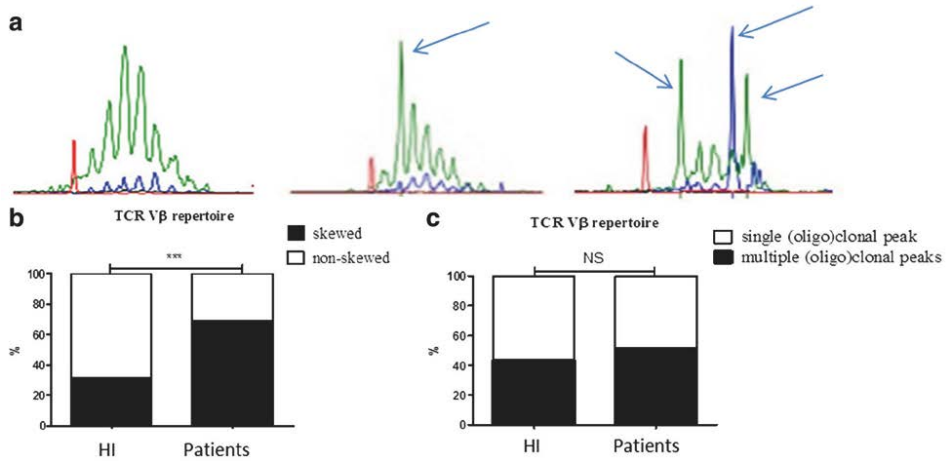 a
b
TCR Vβ repertoire
skewed
non-skewed
***
100
80
60
40
20
0
%
HI
Patients
c
TCR Vβ repertoire
single (oligo)clonal peak
multiple (oligo)clonal peaks
NS
100
80
60
40
20
0
%
HI
Patients